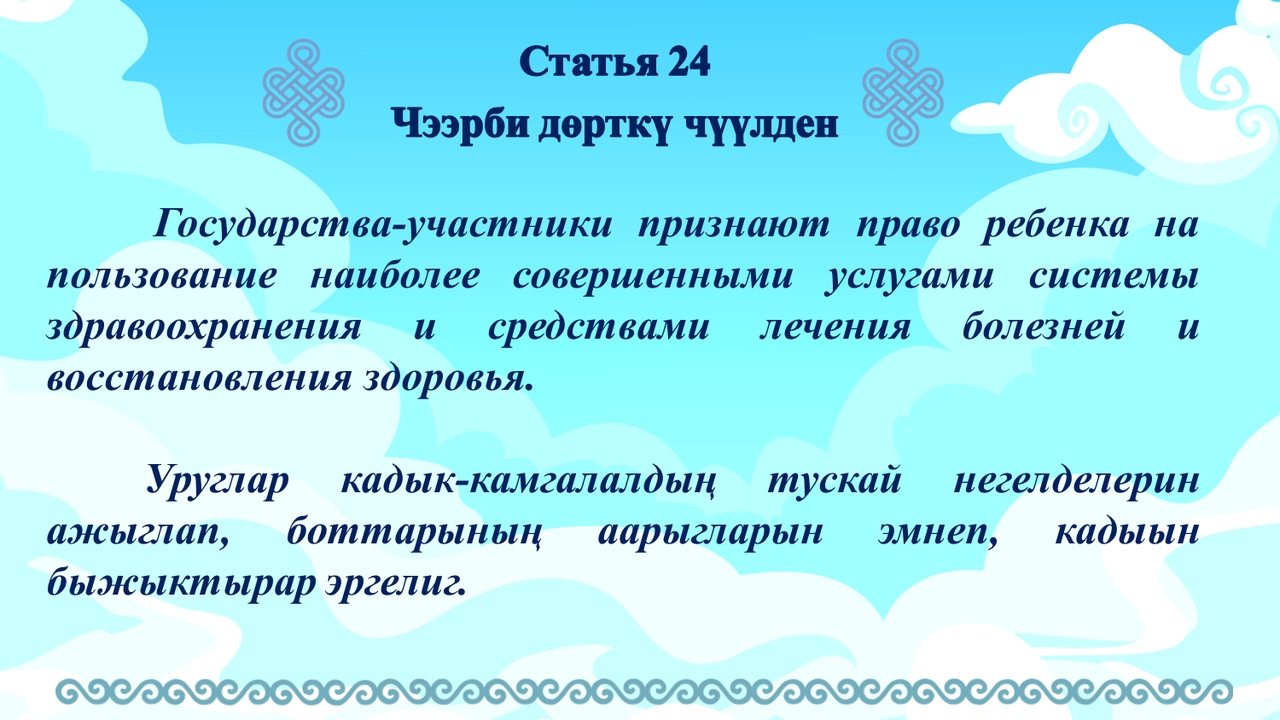 Статья 24
Чээрби дөрткү чүүлден
Государства-участники признают право ребенка на
пользование наиболее совершенными услугами системы
здравоохранения и средствами лечения болезней и
восстановления здоровья.
Уруглар кадык-камгалалдың тускай негелделерин
ажыглап, боттарының аарыгларын эмнеп, кадыын
быжыктырар эргелиг.